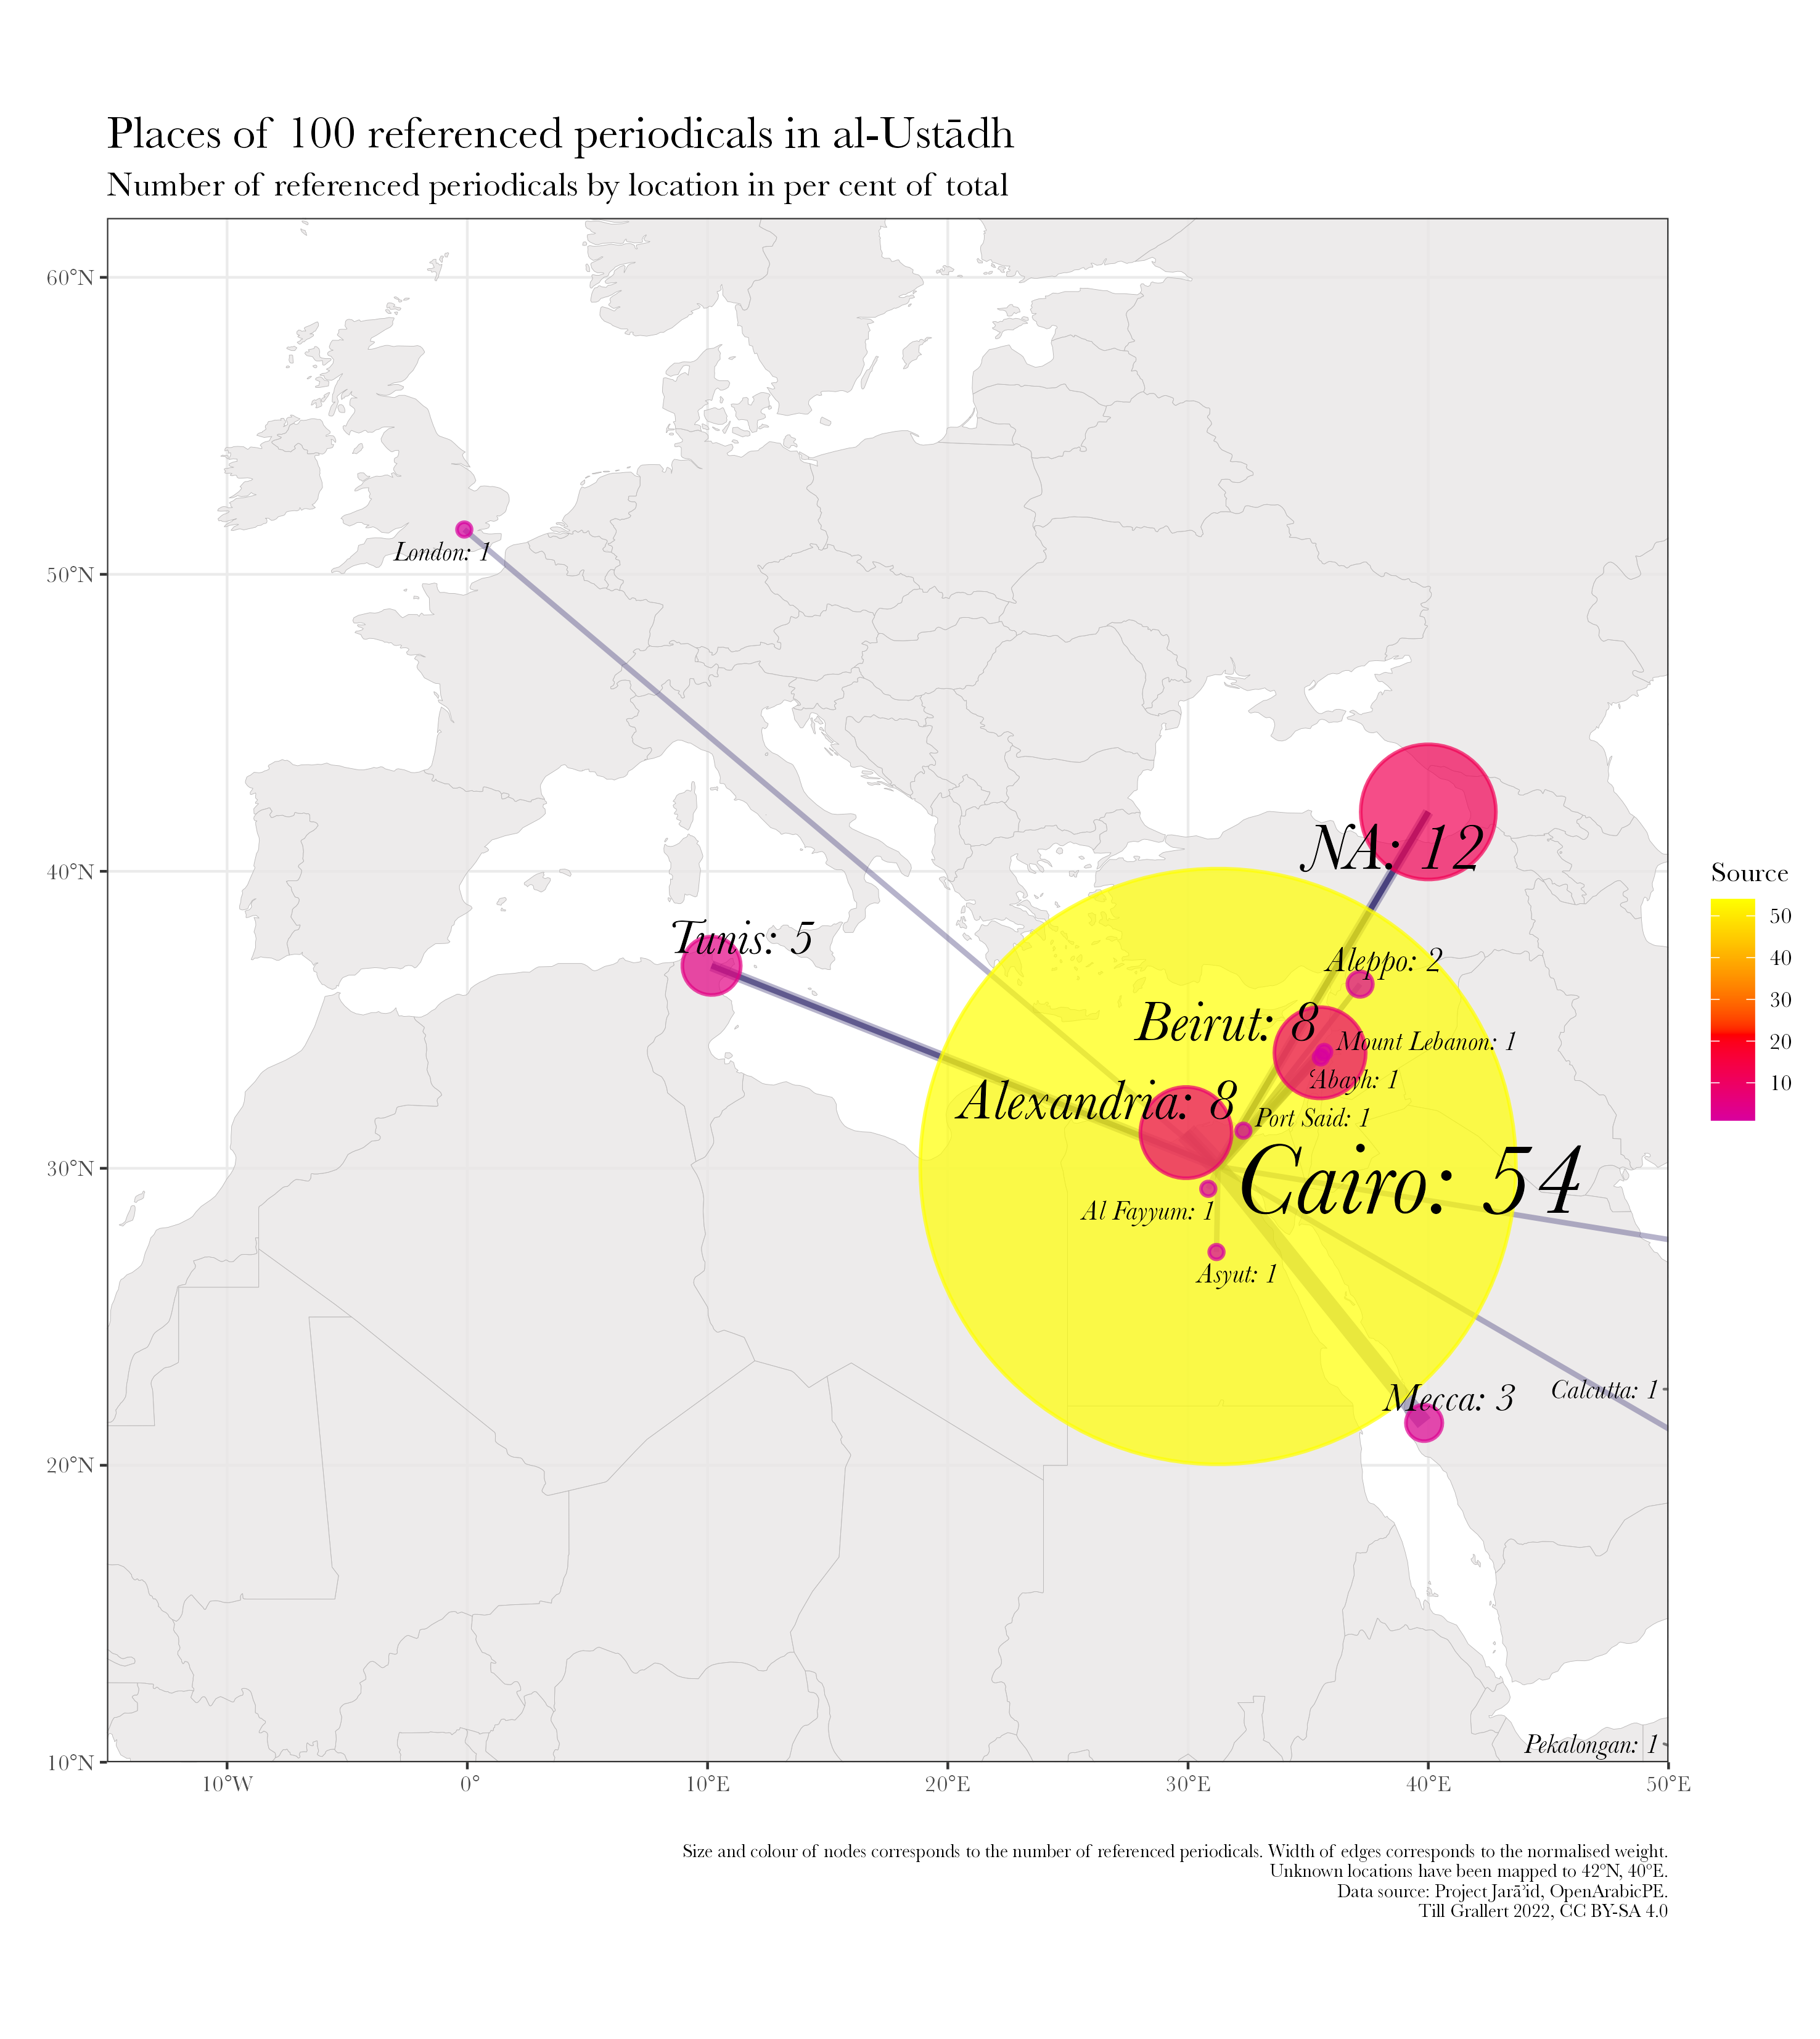 Places of 100 referenced periodicals in al-Ustādh
Number of referenced periodicals by location in per cent of total
60°N
50°N
40°N
30°N
20°N
10°N
London: 1
NA: 12
Tunis: 5
Aleppo: 2
Beirut: 8
Mount Lebanon: 1
ʿAbayh: 1
Alexandria: 8
Port Said: 1
Cairo: 54
Al Fayyum: 1
Asyut: 1
Mecca: 3
Calcutta: 1
Pekalongan: 1
10°W
0°
10°E
20°E
30°E
40°E
50°E
Source
50
40
30
20
10
Size and colour of nodes corresponds to the number of referenced periodicals. Width of edges corresponds to the normalised weight.
Unknown locations have been mapped to 42°N, 40°E.
Data source: Project Jarāʾid, OpenArabicPE.
Till Grallert 2022, CC BY-SA 4.0